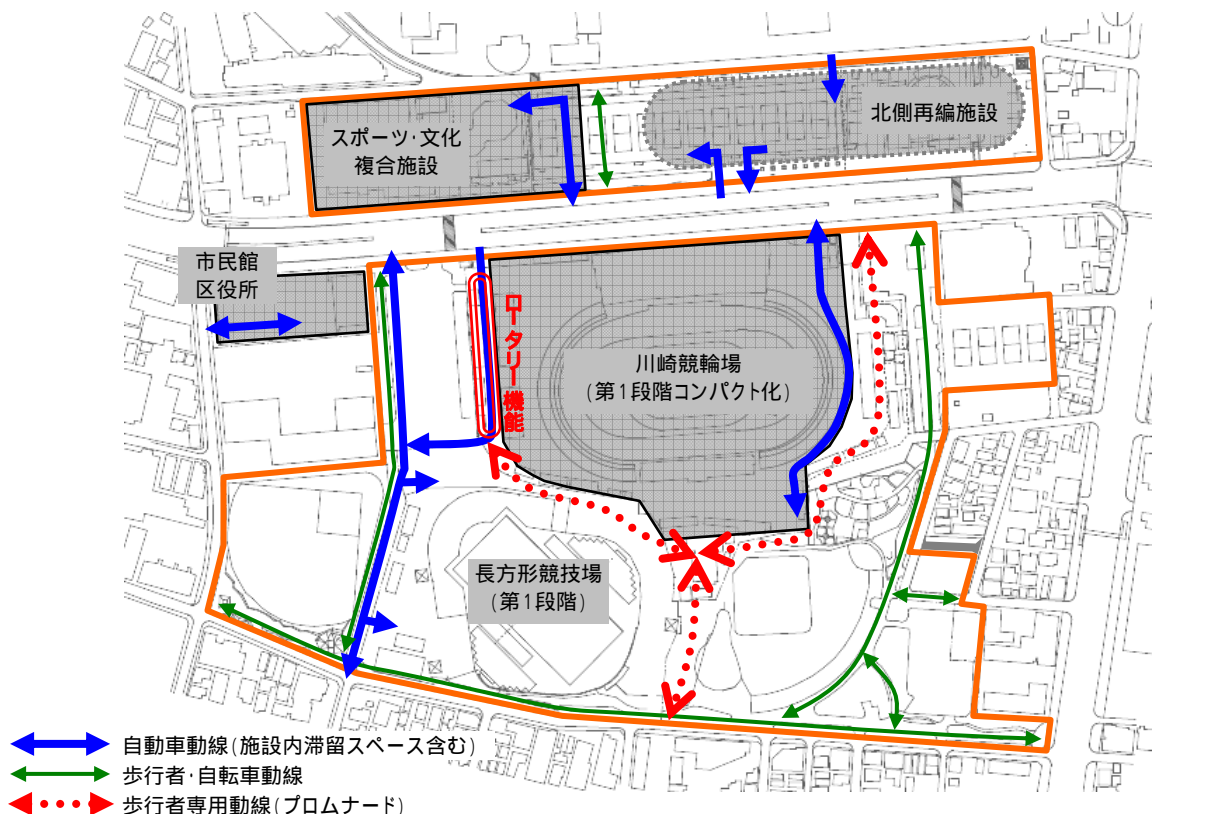 スポーツ・文化
複合施設
北側再編施設
市民館
区役所
ロータリー機能
川崎競輪場
(第1段階コンパクト化)
長方形競技場
(第1段階)
自動車動線(施設内滞留スペース含む)
歩行者・自転車動線
歩行者専用動線(プロムナード)